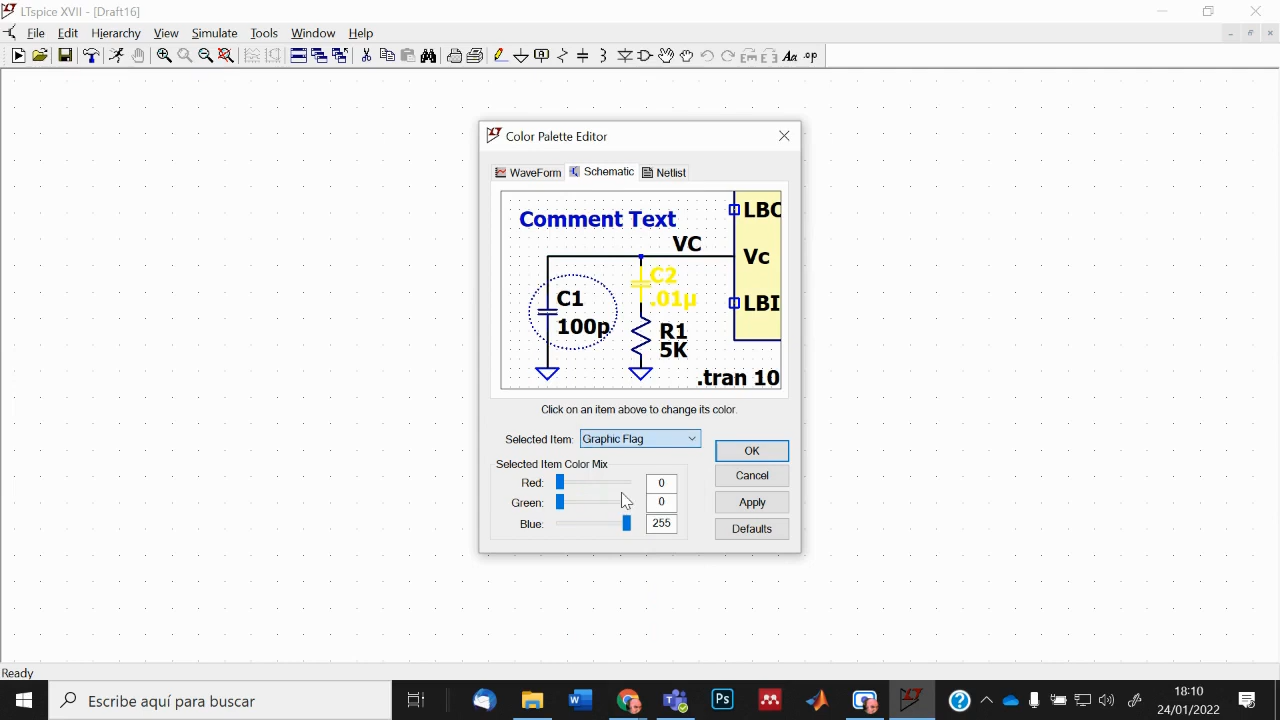 LTspice XVII - [Draft16]
File Edit Hierarchy View Simulate Tools Window Help
Color Palette Editor
WaveForm Schematic Netlist
Comment Text
LBO
VC
Vc
C2
.01µ
C1
100p
LBI
R1
5K
.tran 10
Click on an item above to change its color.
Selected Item: Graphic Flag
OK
Selected Item Color Mix
Cancel
Red: 0
Green: 0
Apply
Blue: 255
Defaults
Ready
Escribe aquí para buscar
18:10
24/01/2022